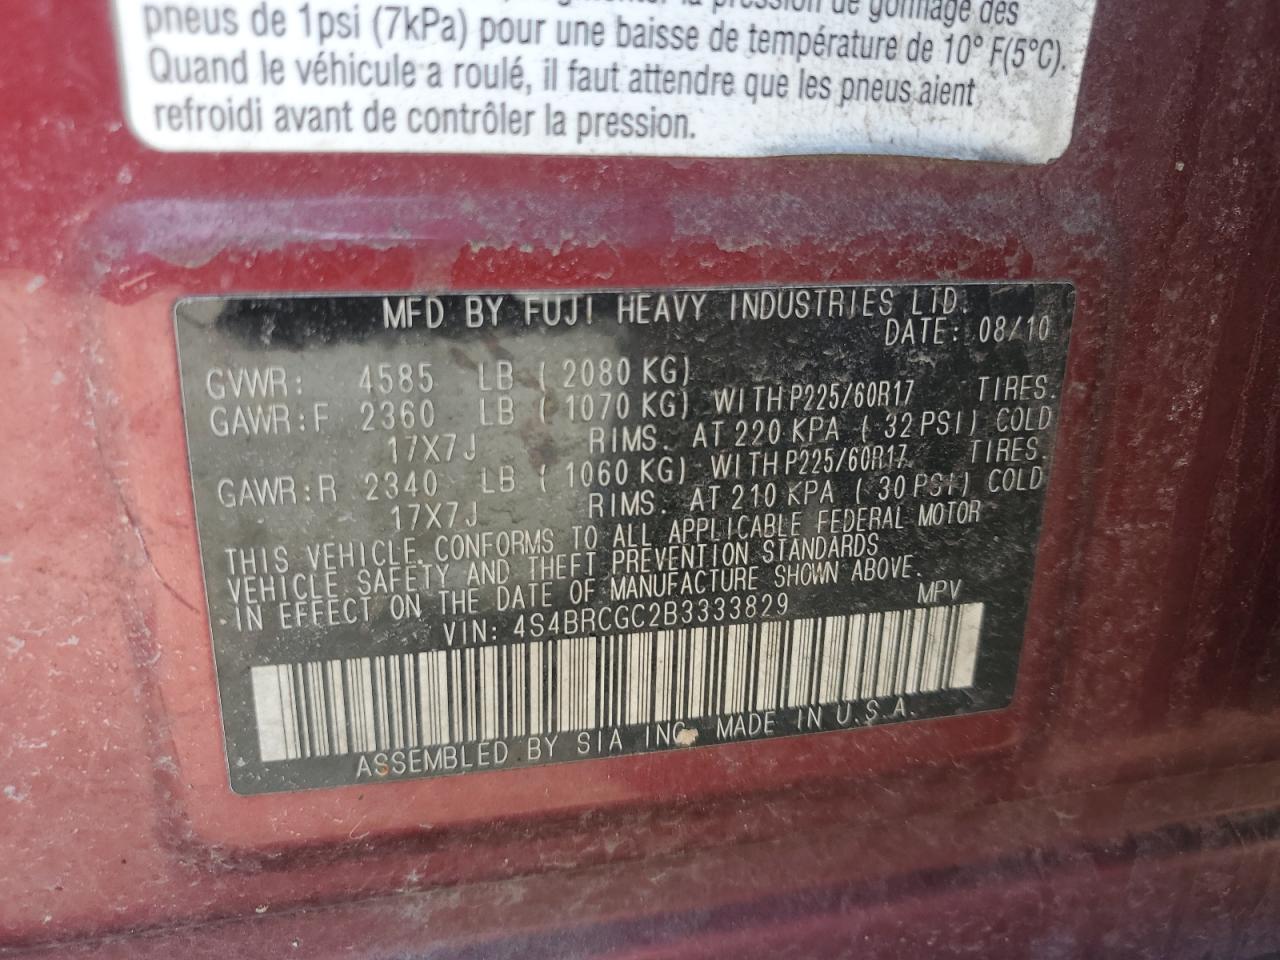 la pression de gonflage des
pneus de 1psi (7kPa) pour une baisse de température de 10° F(5°C).
Quand le véhicule a roulé, il faut attendre que les pneus aient
refroidi avant de contrôler la pression.
MFD BY FUJI HEAVY INDUSTRIES LTD.
DATE: 08/10
GVWR: 4585 LB ( 2080 KG)
GAWR:F 2360 LB ( 1070 KG) WITH P225/60R17 TIRES.
17X7J RIMS. AT 220 KPA ( 32 PSI) COLD
GAWR:R 2340 LB ( 1060 KG) WITH P225/60R17 TIRES.
17X7J RIMS. AT 210 KPA ( 30 PSI) COLD
THIS VEHICLE CONFORMS TO ALL APPLICABLE FEDERAL MOTOR
VEHICLE SAFETY AND THEFT PREVENTION STANDARDS
IN EFFECT ON THE DATE OF MANUFACTURE SHOWN ABOVE.
VIN: 4S4BRCGC2B3333829 MPV
ASSEMBLED BY SIA INC. MADE IN U.S.A.